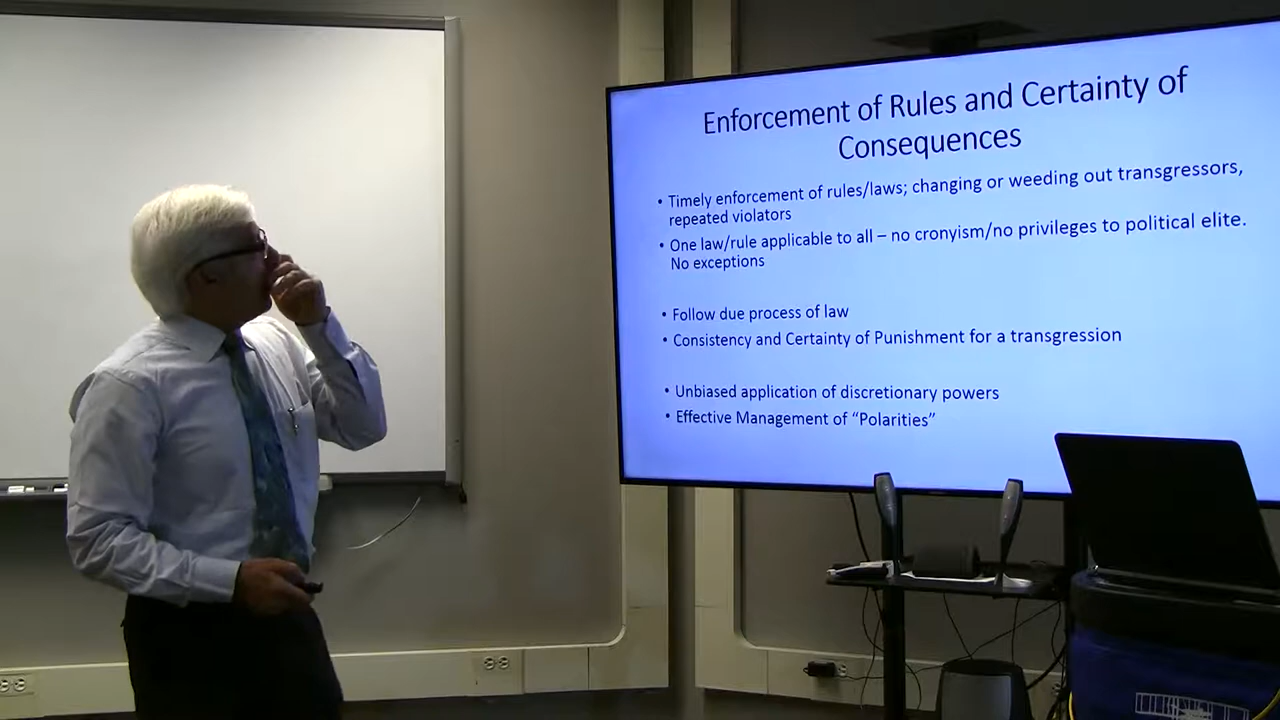 Enforcement of Rules and Certainty of
Consequences
• Timely enforcement of rules/laws; changing or weeding out transgressors,
repeated violators
• One law/rule applicable to all – no cronyism/no privileges to political elite.
No exceptions
• Follow due process of law
• Consistency and Certainty of Punishment for a transgression
• Unbiased application of discretionary powers
• Effective Management of “Polarities”